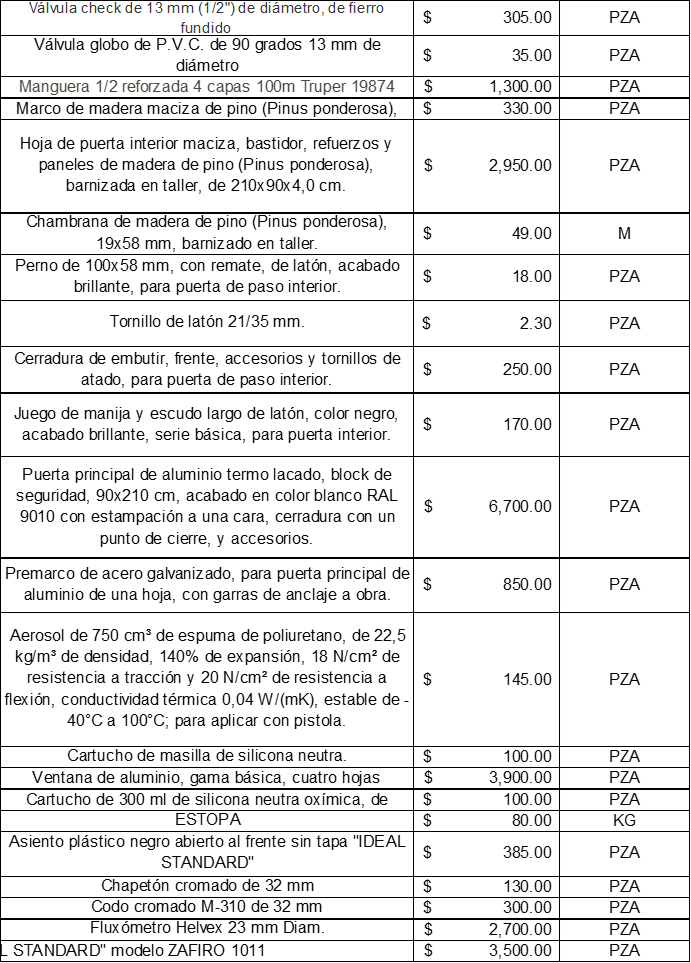 Válvula check de 13 mm (1/2") de diámetro, de fierro
fundido
$ 305.00 PZA
Válvula globo de P.V.C. de 90 grados 13 mm de
diámetro
$ 35.00 PZA
Manguera 1/2 reforzada 4 capas 100m Truper 19874 $ 1,300.00 PZA
Marco de madera maciza de pino (Pinus ponderosa), $ 330.00 PZA
Hoja de puerta interior maciza, bastidor, refuerzos y
paneles de madera de pino (Pinus ponderosa),
barnizada en taller, de 210x90x4,0 cm.
$ 2,950.00 PZA
Chambrana de madera de pino (Pinus ponderosa),
19x58 mm, barnizado en taller.
$ 49.00 M
Perno de 100x58 mm, con remate, de latón, acabado
brillante, para puerta de paso interior.
$ 18.00 PZA
Tornillo de latón 21/35 mm. $ 2.30 PZA
Cerradura de embutir, frente, accesorios y tornillos de
atado, para puerta de paso interior.
$ 250.00 PZA
Juego de manija y escudo largo de latón, color negro,
acabado brillante, serie básica, para puerta interior.
$ 170.00 PZA
Puerta principal de aluminio termo lacado, block de
seguridad, 90x210 cm, acabado en color blanco RAL
9010 con estampación a una cara, cerradura con un
punto de cierre, y accesorios.
$ 6,700.00 PZA
Premarco de acero galvanizado, para puerta principal de
aluminio de una hoja, con garras de anclaje a obra.
$ 850.00 PZA
Aerosol de 750 cm³ de espuma de poliuretano, de 22,5
kg/m³ de densidad, 140% de expansión, 18 N/cm² de
resistencia a tracción y 20 N/cm² de resistencia a
flexión, conductividad térmica 0,04 W/(mK), estable de -
40°C a 100°C; para aplicar con pistola.
$ 145.00 PZA
Cartucho de masilla de silicona neutra. $ 100.00 PZA
Ventana de aluminio, gama básica, cuatro hojas $ 3,900.00 PZA
Cartucho de 300 ml de silicona neutra oxímica, de $ 100.00 PZA
ESTOPA $ 80.00 KG
Asiento plástico negro abierto al frente sin tapa "IDEAL
STANDARD"
$ 385.00 PZA
Chapetón cromado de 32 mm $ 130.00 PZA
Codo cromado M-310 de 32 mm $ 300.00 PZA
Fluxómetro Helvex 23 mm Diam. $ 2,700.00 PZA
L STANDARD" modelo ZAFIRO 1011 $ 3,500.00 PZA